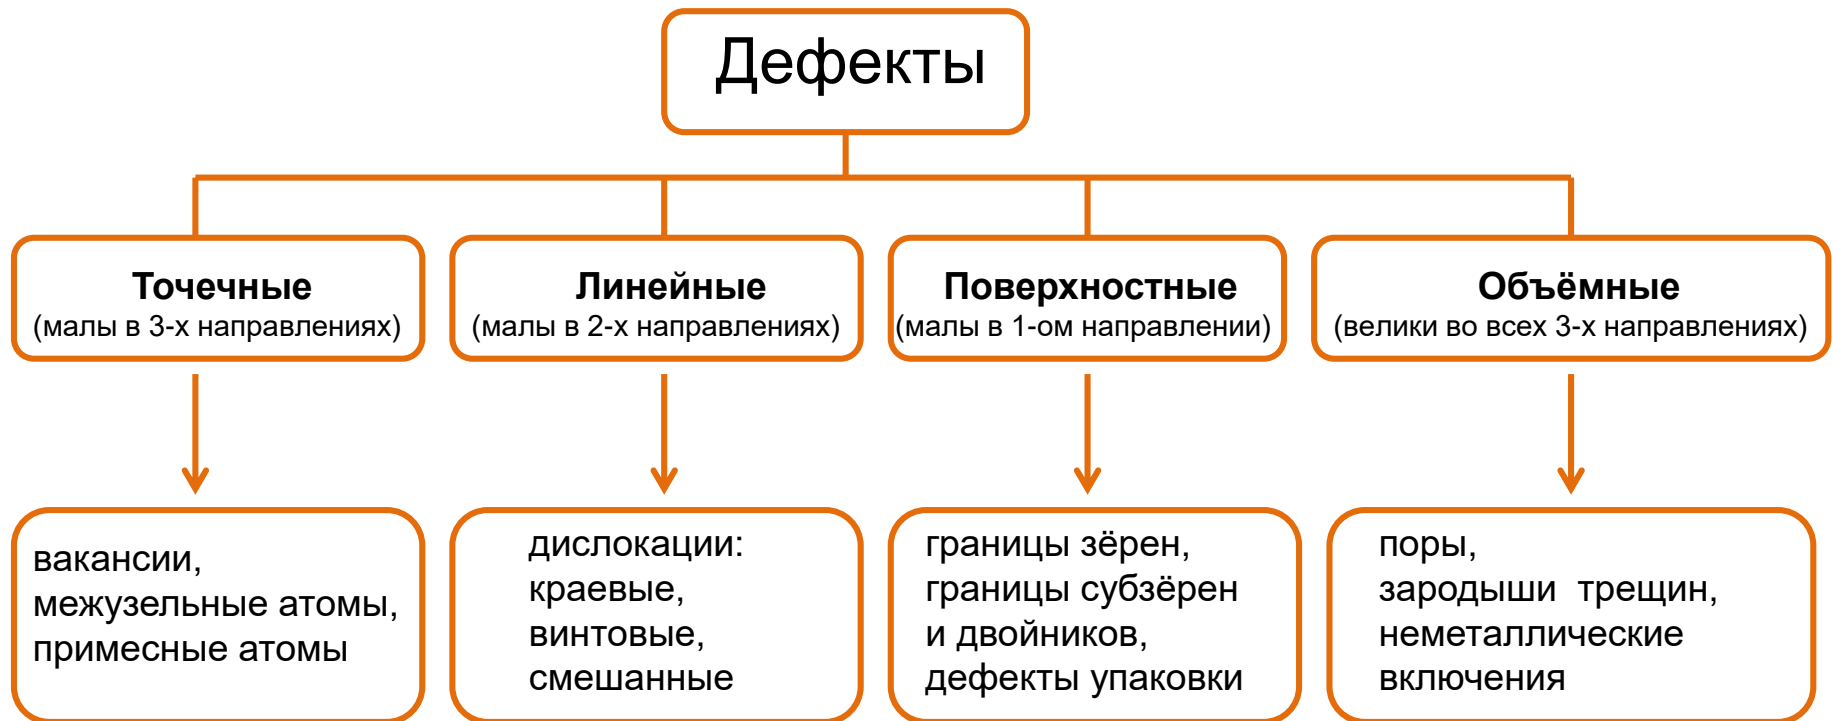 Дефекты
Точечные
(малы в 3-х направлениях)
Линейные
(малы в 2-х направлениях)
Поверхностные
(малы в 1-ом направлении)
Объёмные
(велики во всех 3-х направлениях)
вакансии,
межузельные атомы,
примесные атомы
дислокации:
краевые,
винтовые,
смешанные
границы зёрен,
границы субзёрен
и двойников,
дефекты упаковки
поры,
зародыши трещин,
неметаллические
включения